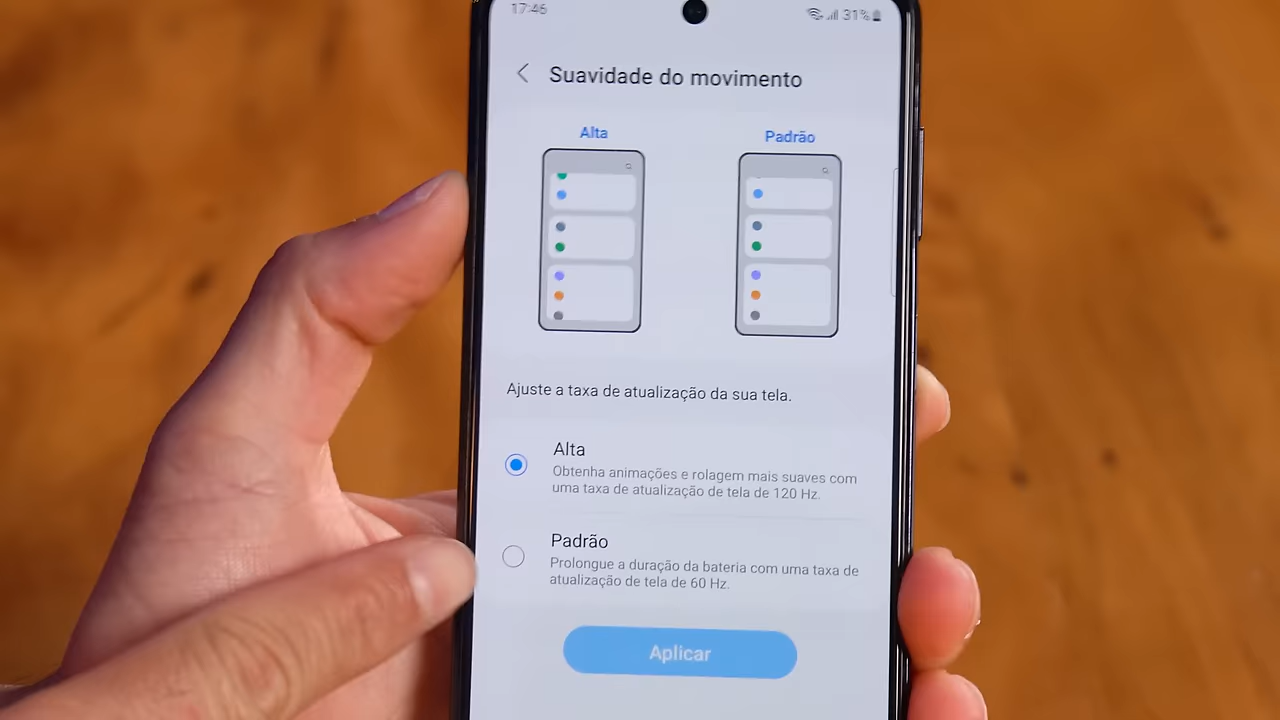 17:46
31%
Suavidade do movimento
Alta
Padrão
Ajuste a taxa de atualização da sua tela.
Alta
Obtenha animações e rolagem mais suaves com
uma taxa de atualização de tela de 120 Hz.
Padrão
Prolongue a duração da bateria com uma taxa de
atualização de tela de 60 Hz.
Aplicar